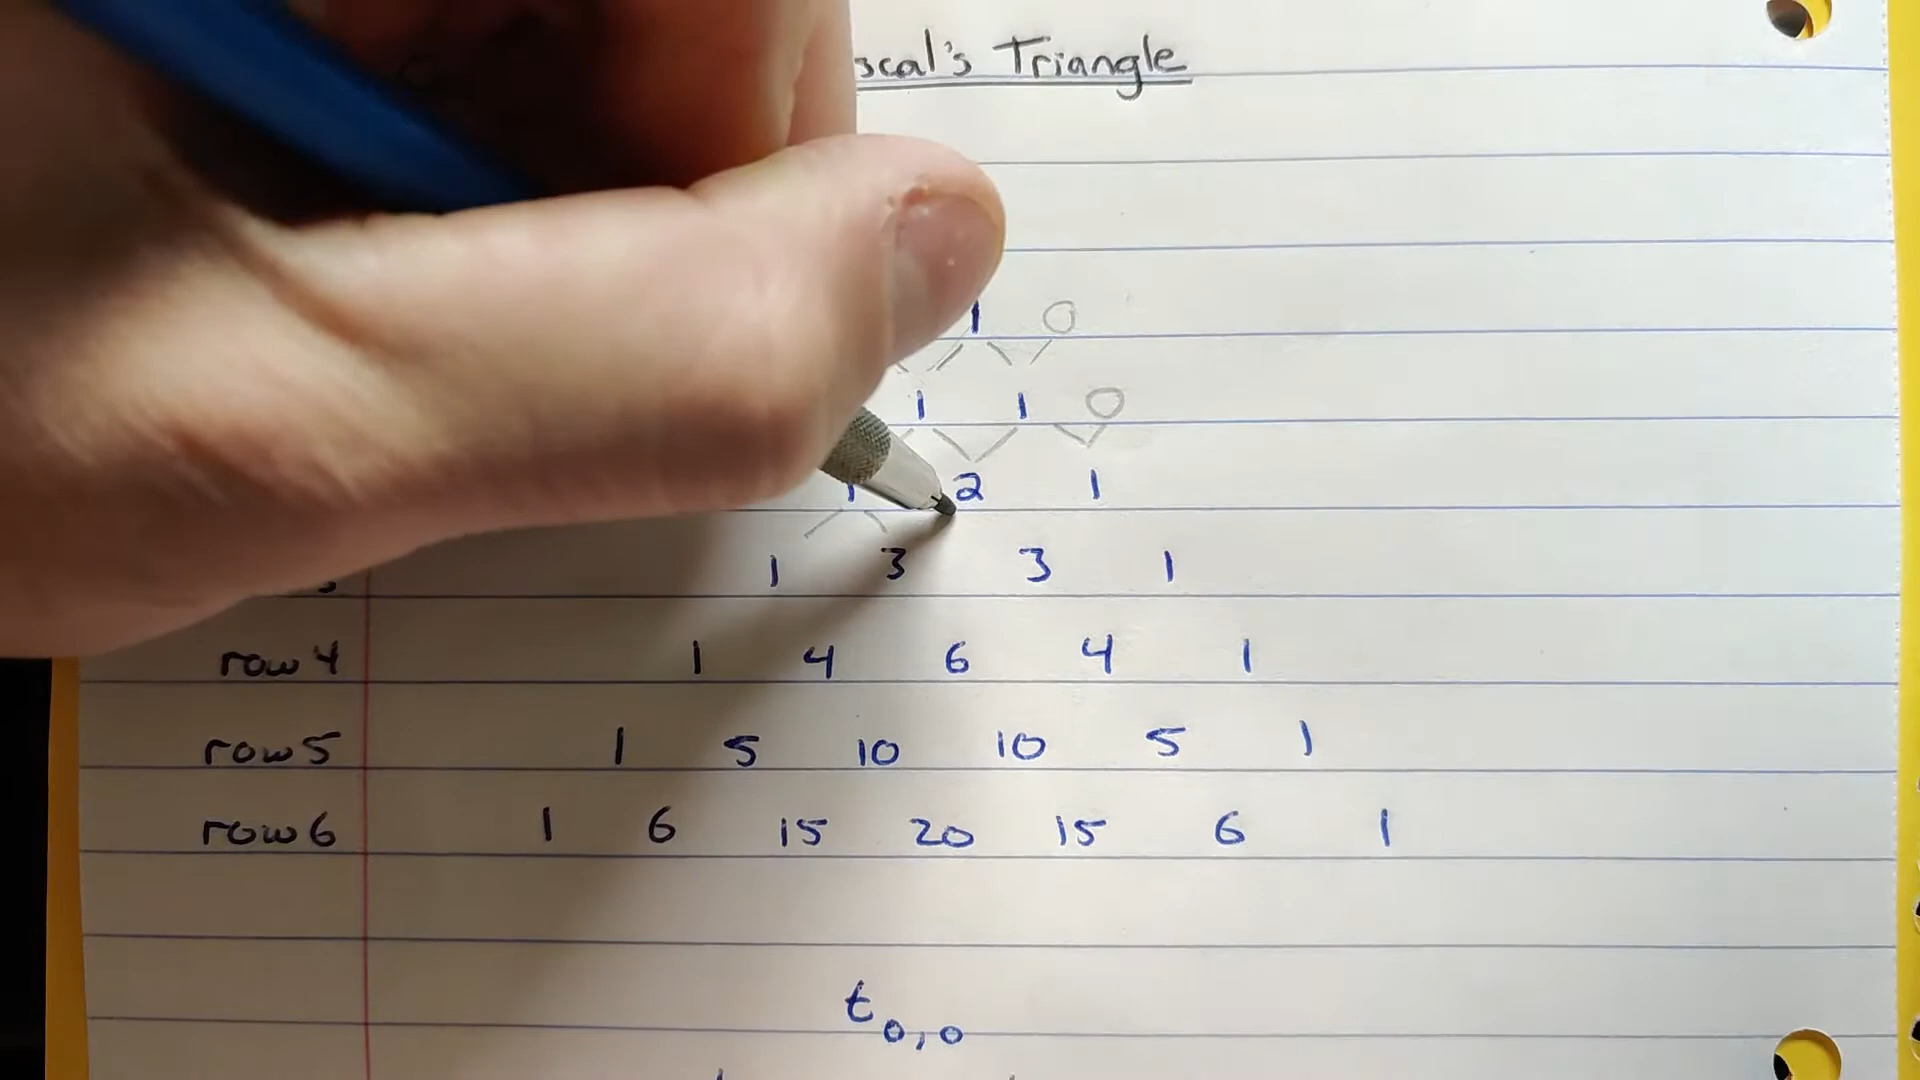 scal's Triangle
1 0
1 1 0
1 2 1
3 1 3 3 1
row 4 1 4 6 4 1
row 5 1 5 10 10 5 1
row 6 1 6 15 20 15 6 1
t0,0